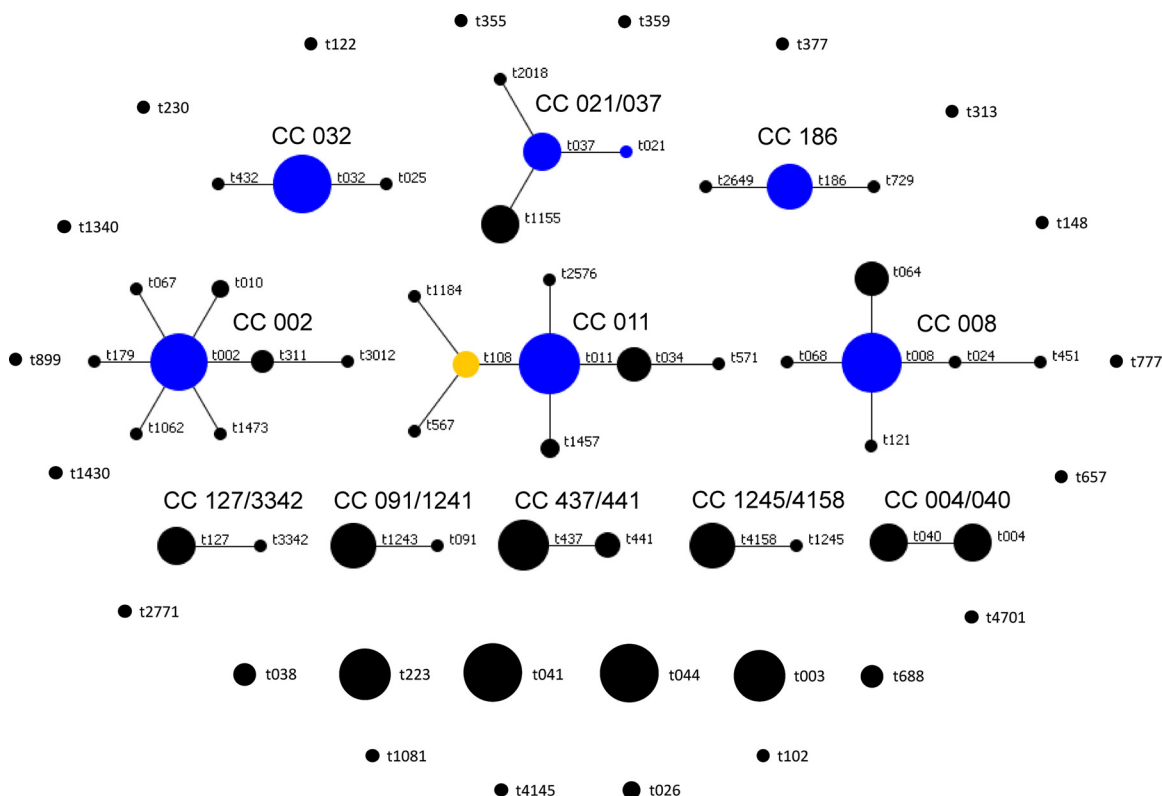 t355
t359
t122
t377
t2018
CC 021/037
t230
t313
CC 032
t037
t021
CC 186
t432
t032
t025
t2649
t186
t729
t1155
t1340
t148
t067
t010
t1184
t2576
t064
CC 002
CC 011
CC 008
t899
t179
t002
t311
t3012
t108
t011
t034
t571
t068
t008
t024
t451
t777
t1062
t1473
t567
t1457
t121
t1430
t657
CC 127/3342
CC 091/1241
CC 437/441
CC 1245/4158
CC 004/040
t127
t3342
t1243
t091
t437
t441
t4158
t1245
t040
t004
t2771
t4701
t038
t223
t041
t044
t003
t688
t1081
t102
t4145
t026